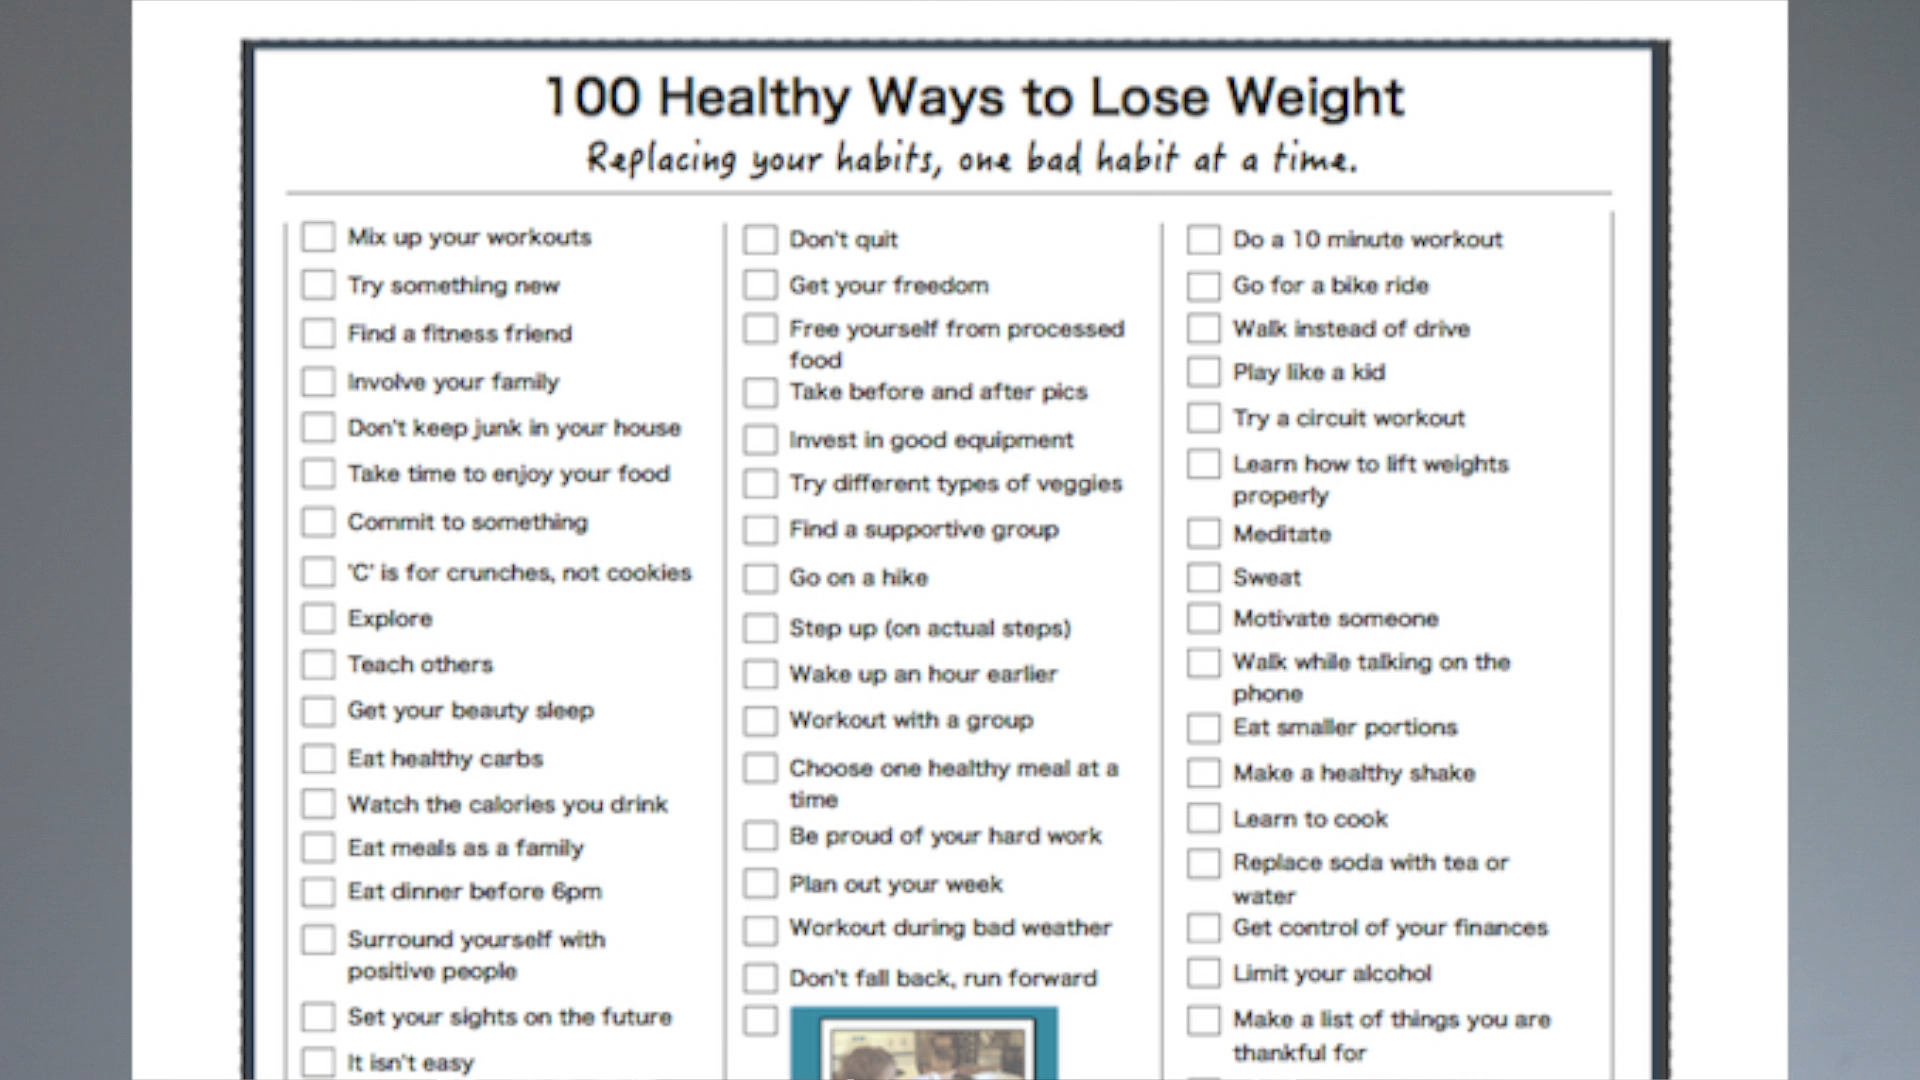 100 Healthy Ways to Lose Weight
Replacing your habits, one bad habit at a time.
Mix up your workouts
Try something new
Find a fitness friend
Involve your family
Don't keep junk in your house
Take time to enjoy your food
Commit to something
'C' is for crunches, not cookies
Explore
Teach others
Get your beauty sleep
Eat healthy carbs
Watch the calories you drink
Eat meals as a family
Eat dinner before 6pm
Surround yourself with
positive people
Set your sights on the future
It isn't easy
Don't quit
Get your freedom
Free yourself from processed
food
Take before and after pics
Invest in good equipment
Try different types of veggies
Find a supportive group
Go on a hike
Step up (on actual steps)
Wake up an hour earlier
Workout with a group
Choose one healthy meal at a
time
Be proud of your hard work
Plan out your week
Workout during bad weather
Don't fall back, run forward
Do a 10 minute workout
Go for a bike ride
Walk instead of drive
Play like a kid
Try a circuit workout
Learn how to lift weights
properly
Meditate
Sweat
Motivate someone
Walk while talking on the
phone
Eat smaller portions
Make a healthy shake
Learn to cook
Replace soda with tea or
water
Get control of your finances
Limit your alcohol
Make a list of things you are
thankful for